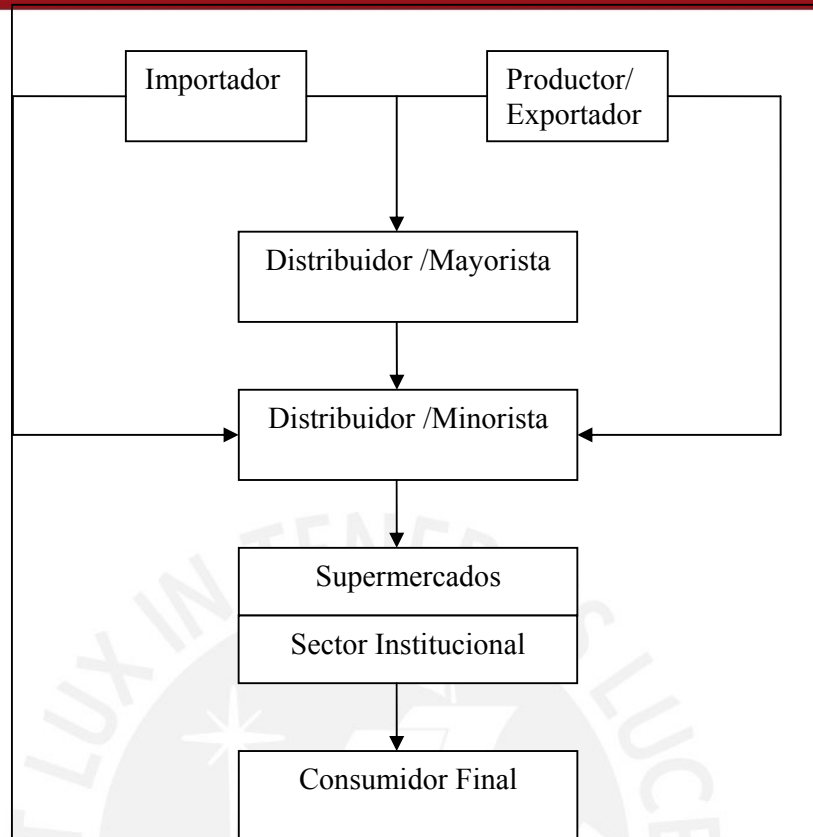 Importador
Productor/
Exportador
Distribuidor /Mayorista
Distribuidor /Minorista
Supermercados
Sector Institucional
Consumidor Final